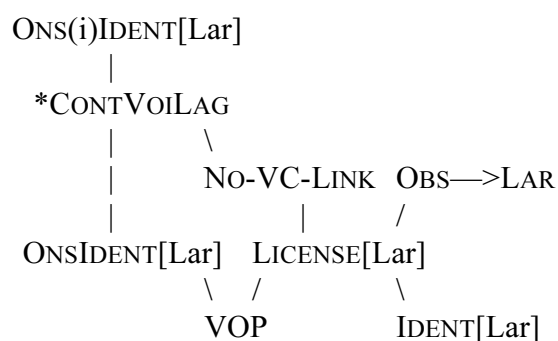 ONS(i)IDENT[Lar]
*CONTVOILAG
NO-VC-LINK OBS—>LAR
ONSIDENT[Lar] LICENSE[Lar]
VOP IDENT[Lar]